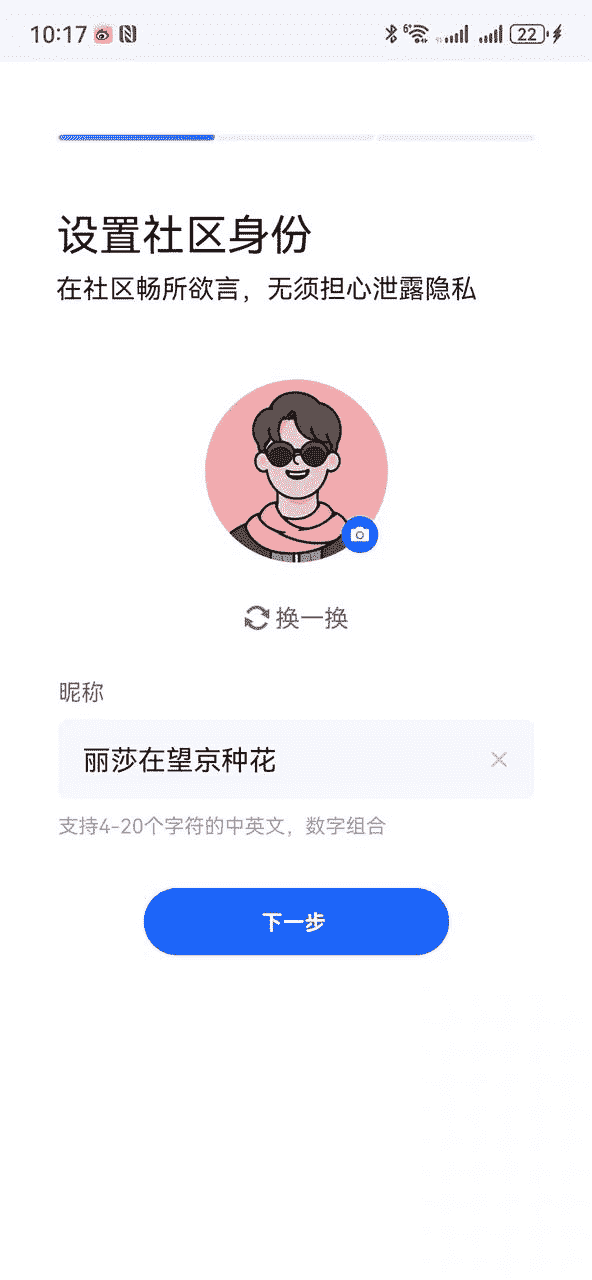 10:17
22
设置社区身份
在社区畅所欲言，无须担心泄露隐私
换一换
昵称
丽莎在望京种花
支持4-20个字符的中英文，数字组合
下一步